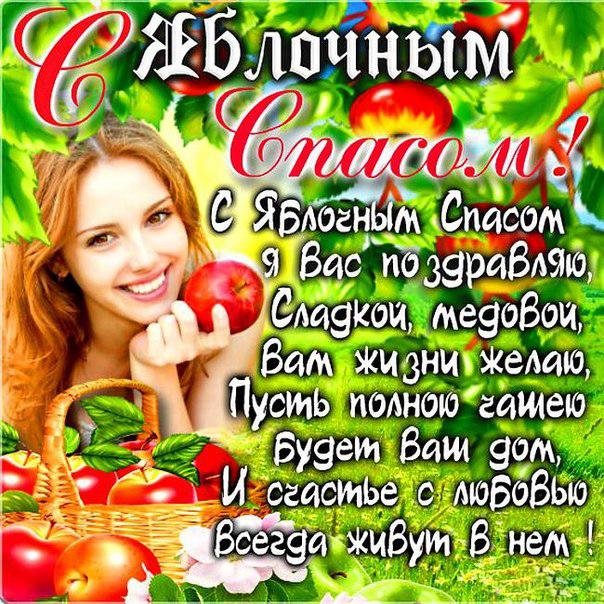 С Яблочным
Спасом!
С Яблочным Спасом
я Вас поздравляю,
Сладкой, медовой,
Вам жизни желаю,
Пусть полною чашею
Будет Ваш дом,
И счастье с любовью
Всегда живут в нем !